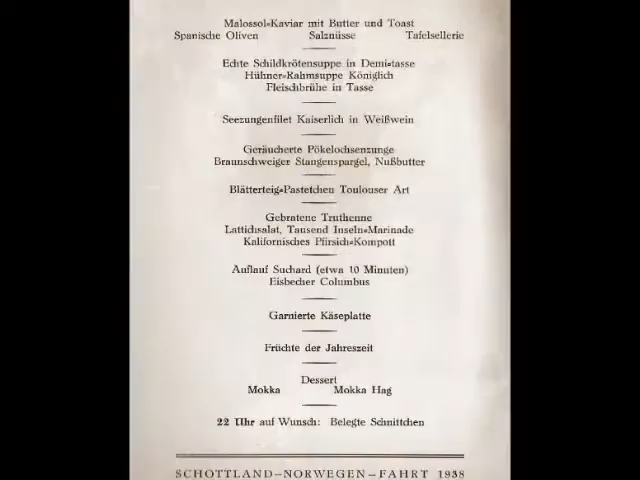 Malossol=Kaviar mit Butter und Toast
Spanische Oliven Salznüsse Tafelsellerie
Echte Schildkrötensuppe in Demi=tasse
Hühner=Rahmsuppe Königlich
Fleischbrühe in Tasse
Seezungenfilet Kaiserlich in Weißwein
Geräucherte Pökelochsenzunge
Braunschweiger Stangenspargel, Nußbutter
Blätterteig=Pastetchen Toulouser Art
Gebratene Truthenne
Lattichsalat, Tausend Inseln=Marinade
Kalifornisches Pfirsich=Kompott
Auflauf Suchard (etwa 10 Minuten)
Eisbecher Columbus
Garnierte Käseplatte
Früchte der Jahreszeit
Dessert
Mokka Mokka Hag
22 Uhr auf Wunsch: Belegte Schnittchen
SCHOTTLAND–NORWEGEN–FAHRT 1938